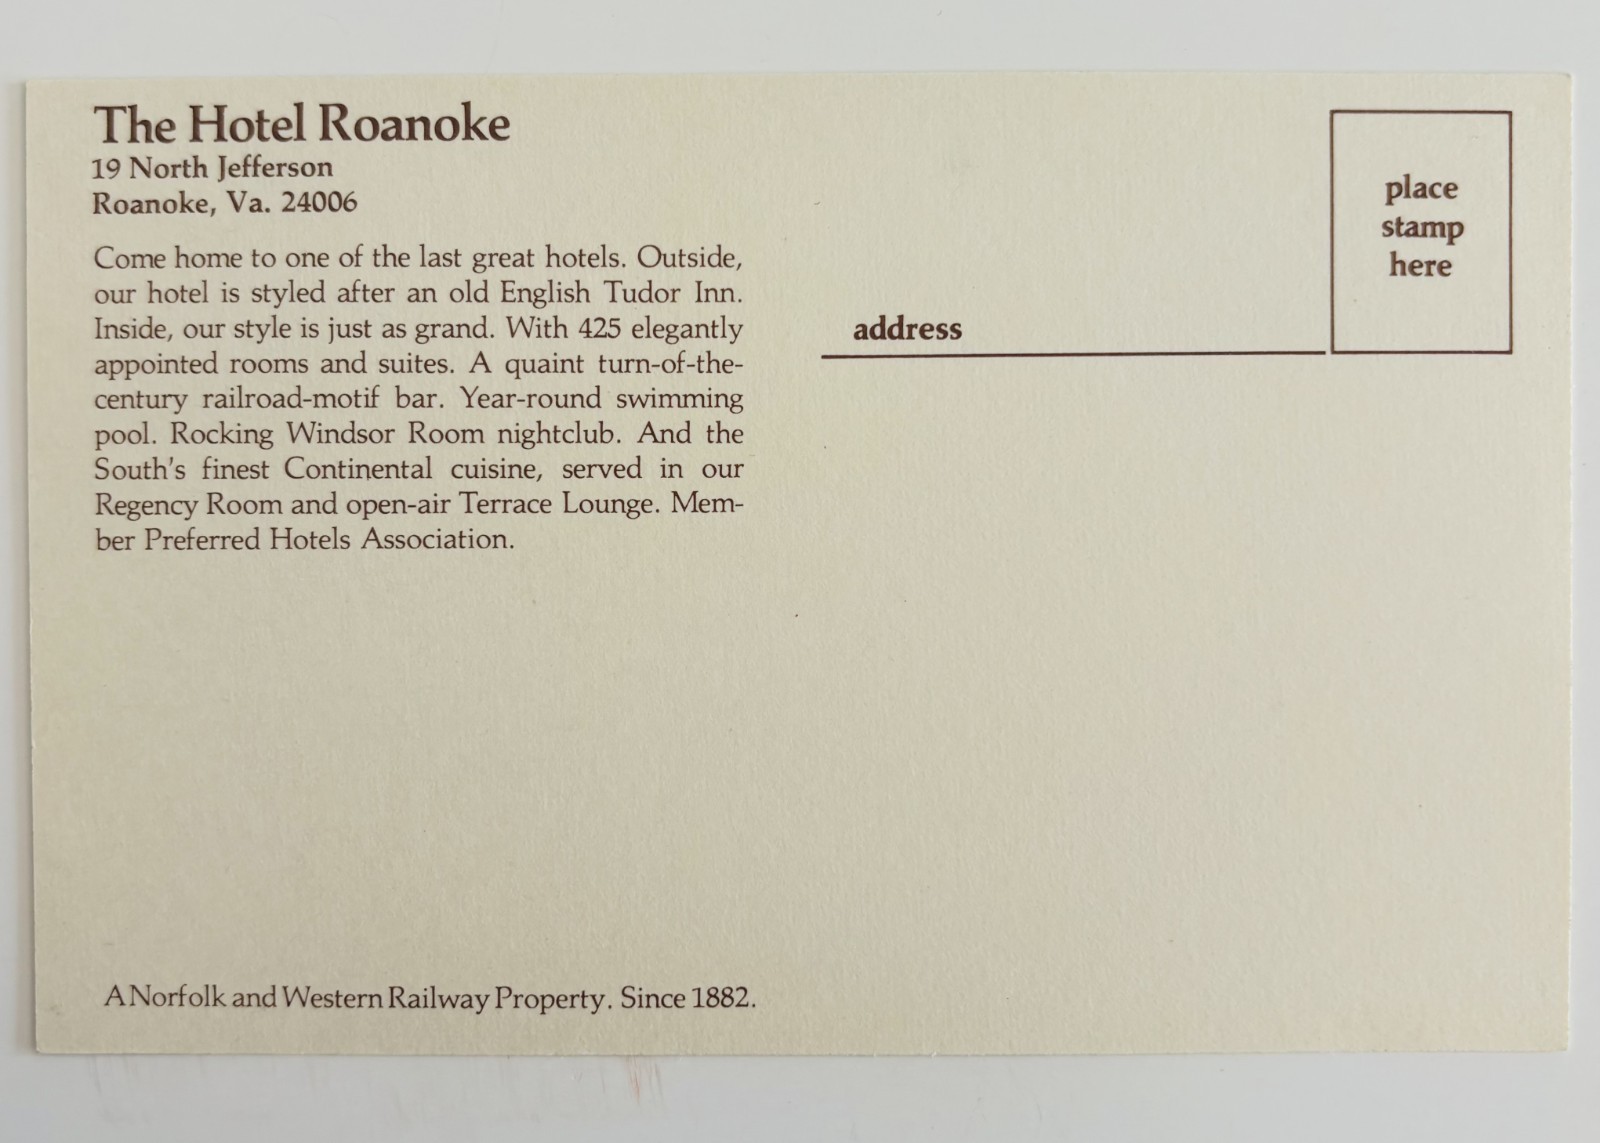 The Hotel Roanoke
19 North Jefferson
Roanoke, Va. 24006
Come home to one of the last great hotels. Outside,
our hotel is styled after an old English Tudor Inn.
Inside, our style is just as grand. With 425 elegantly
appointed rooms and suites. A quaint turn-of-the-
century railroad-motif bar. Year-round swimming
pool. Rocking Windsor Room nightclub. And the
South's finest Continental cuisine, served in our
Regency Room and open-air Terrace Lounge. Mem-
ber Preferred Hotels Association.
A Norfolk and Western Railway Property. Since 1882.
place
stamp
here
address